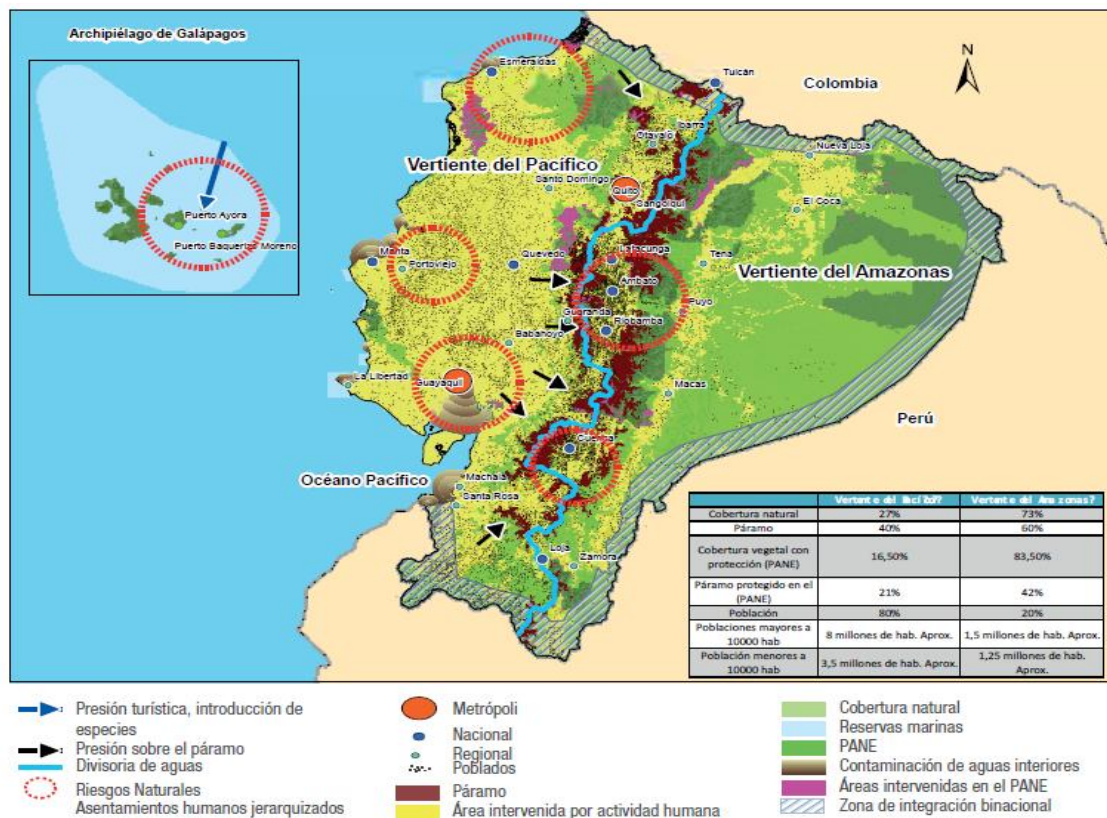 Archipiélago de Galápagos
Puerto Ayora
Puerto Baquerizo Moreno
N
Colombia
Perú
Océano Pacífico
Vertiente del Pacífico
Vertiente del Amazonas
Esmeraldas
Tulcán
Ibarra
Otavalo
Nueva Loja
Santo Domingo
Quito
Sangolquí
El Coca
Manta
Portoviejo
Quevedo
Latacunga
Tena
Ambato
Puyo
Guaranda
Riobamba
Babahoyo
La Libertad
Guayaquil
Macas
Cuenca
Machala
Santa Rosa
Loja
Zamora
Cobertura natural 27% 73%
Páramo 40% 60%
Cobertura vegetal con
protección (PANE) 16,50% 83,50%
Páramo protegido en el
(PANE) 21% 42%
Población 80% 20%
Poblaciones mayores a
10000 hab 8 millones de hab. Aprox. 1,5 millones de hab. Aprox.
Población menores a
10000 hab 3,5 millones de hab. Aprox. 1,25 millones de hab.
Aprox.
Presión turística, introducción de
especies
Presión sobre el páramo
Divisoria de aguas
Riesgos Naturales
Asentamientos humanos jerarquizados
Metrópoli
Nacional
Regional
Poblados
Páramo
Área intervenida por actividad humana
Cobertura natural
Reservas marinas
PANE
Contaminación de aguas interiores
Áreas intervenidas en el PANE
Zona de integración binacional